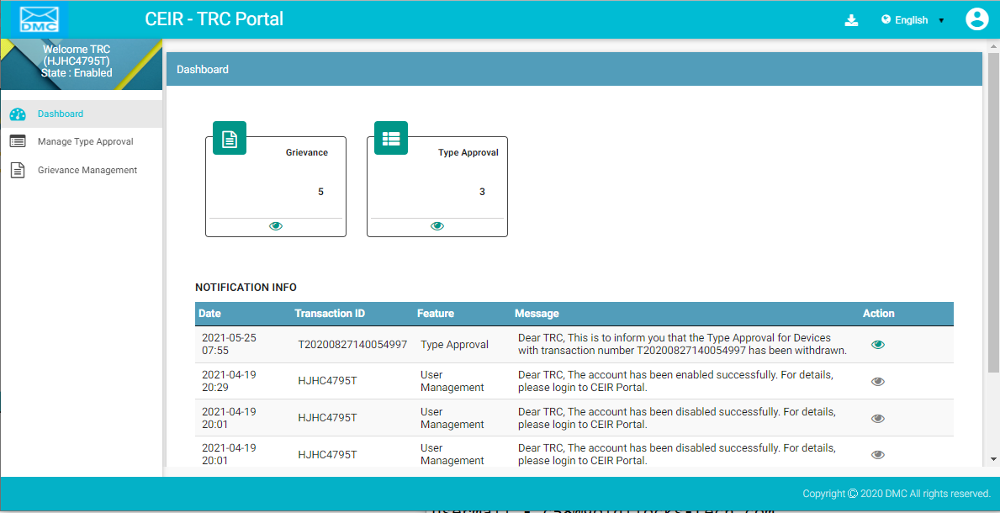 DMC
CEIR - TRC Portal
English
Welcome TRC
(HJHC4795T)
State : Enabled
Dashboard
Manage Type Approval
Grievance Management
Dashboard
Grievance
5
Type Approval
3
NOTIFICATION INFO
Date Transaction ID Feature Message Action
2021-05-25
07:55
T20200827140054997
Type Approval
Dear TRC, This is to inform you that the Type Approval for Devices
with transaction number T20200827140054997 has been withdrawn.
2021-04-19
20:29
HJHC4795T
User
Management
Dear TRC, The account has been enabled successfully. For details,
please login to CEIR Portal.
2021-04-19
20:01
HJHC4795T
User
Management
Dear TRC, The account has been disabled successfully. For details,
please login to CEIR Portal.
2021-04-19
20:01
HJHC4795T
User
Management
Dear TRC, The account has been disabled successfully. For details,
please login to CEIR Portal.
Copyright © 2020 DMC All rights reserved.